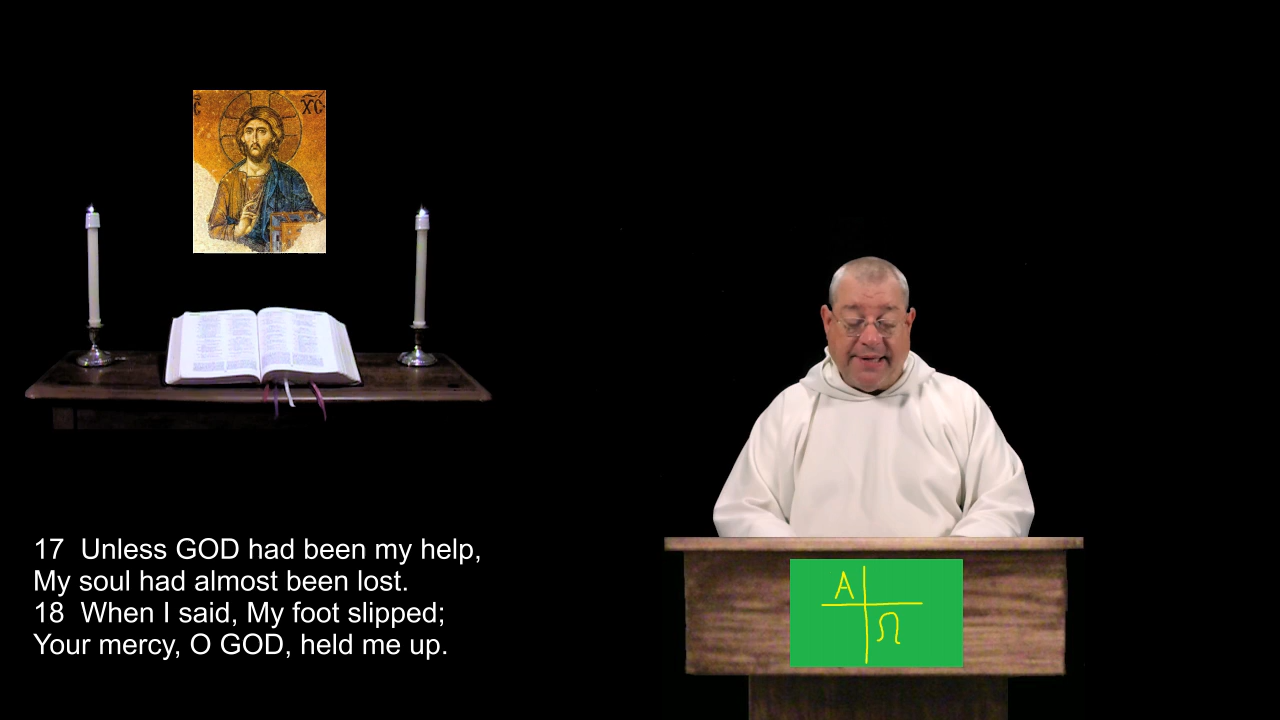 C XC
17 Unless GOD had been my help,
My soul had almost been lost.
18 When I said, My foot slipped;
Your mercy, O GOD, held me up.
A
Ω